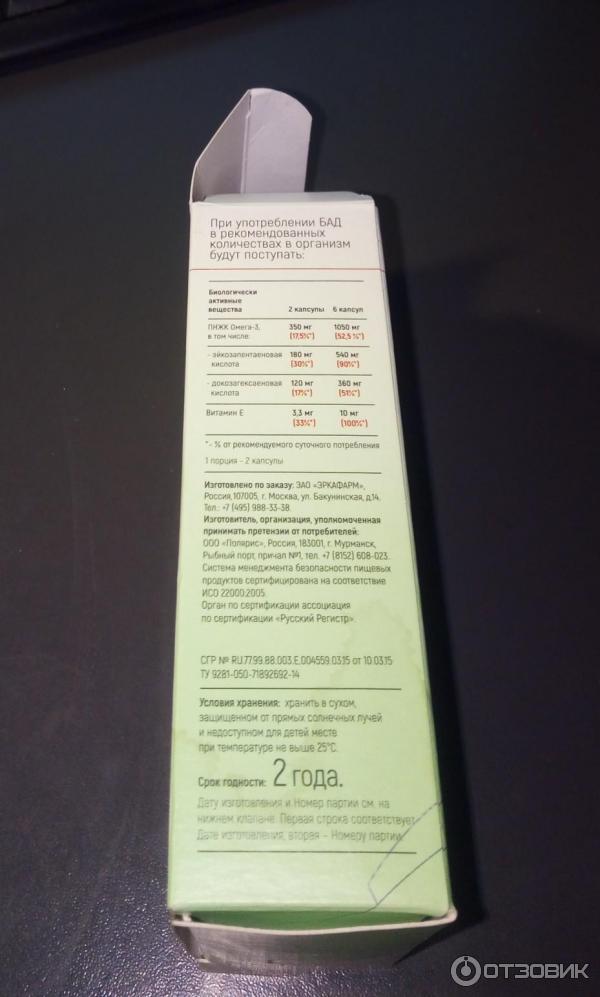 При употреблении БАД
в рекомендованных
количествах в организм
будут поступать:
Биологически
активные
вещества 2 капсулы 6 капсул
ПНЖК Омега-3, 350 мг 1050 мг
в том числе: (17,5%*) (52,5 %*)
- эйкозапентаеновая 180 мг 540 мг
кислота (30%*) (90%*)
- докозагексаеновая 120 мг 360 мг
кислота (17%*) (51%*)
Витамин Е 3,3 мг 10 мг
(33%*) (100%*)
*- % от рекомендуемого суточного потребления
1 порция - 2 капсулы
Изготовлено по заказу: ЗАО «ЭРКАФАРМ»,
Россия, 107005, г. Москва, ул. Бакунинская, д.14.
Тел.: +7 (495) 988-33-38.
Изготовитель, организация, уполномоченная
принимать претензии от потребителей:
ООО «Полярис», Россия, 183001, г. Мурманск,
Рыбный порт, причал №1, тел. +7 (8152) 608-023.
Система менеджмента безопасности пищевых
продуктов сертифицирована на соответствие
ИСО 22000:2005.
Орган по сертификации ассоциация
по сертификации «Русский Регистр».
СГР № RU.77.99.88.003.Е.004559.03.15 от 10.03.15
ТУ 9281-050-71892692-14
Условия хранения: хранить в сухом,
защищенном от прямых солнечных лучей
и недоступном для детей месте
при температуре не выше 25°C.
Срок годности: 2 года.
Дату изготовления и Номер партии см. на
нижнем клапане. Первая строка соответствует
Дате изготовления, вторая - Номеру партии.
ОТЗОВИК